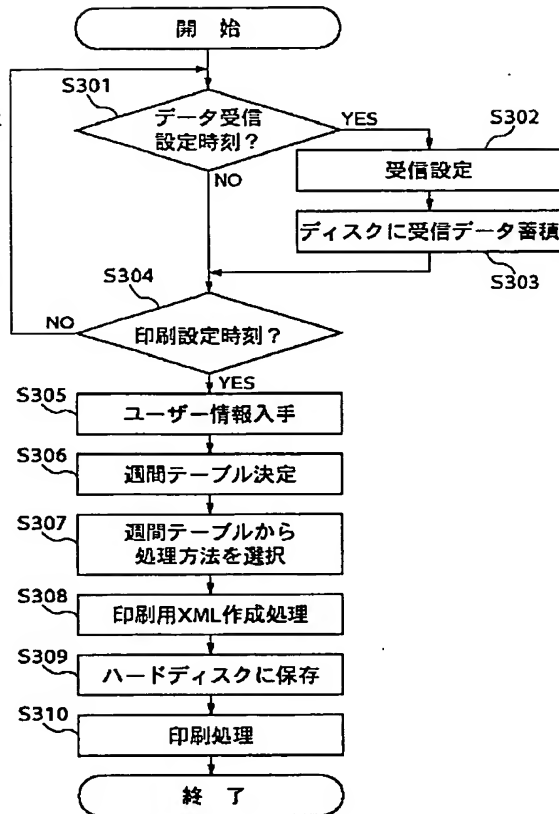 開 始
S301
データ受信
設定時刻?
YES
NO
S302
受信設定
ディスクに受信データ蓄積
S303
S304
印刷設定時刻?
NO
YES
S305
ユーザー情報入手
S306
週間テーブル決定
S307
週間テーブルから
処理方法を選択
S308
印刷用XML作成処理
S309
ハードディスクに保存
S310
印刷処理
終 了